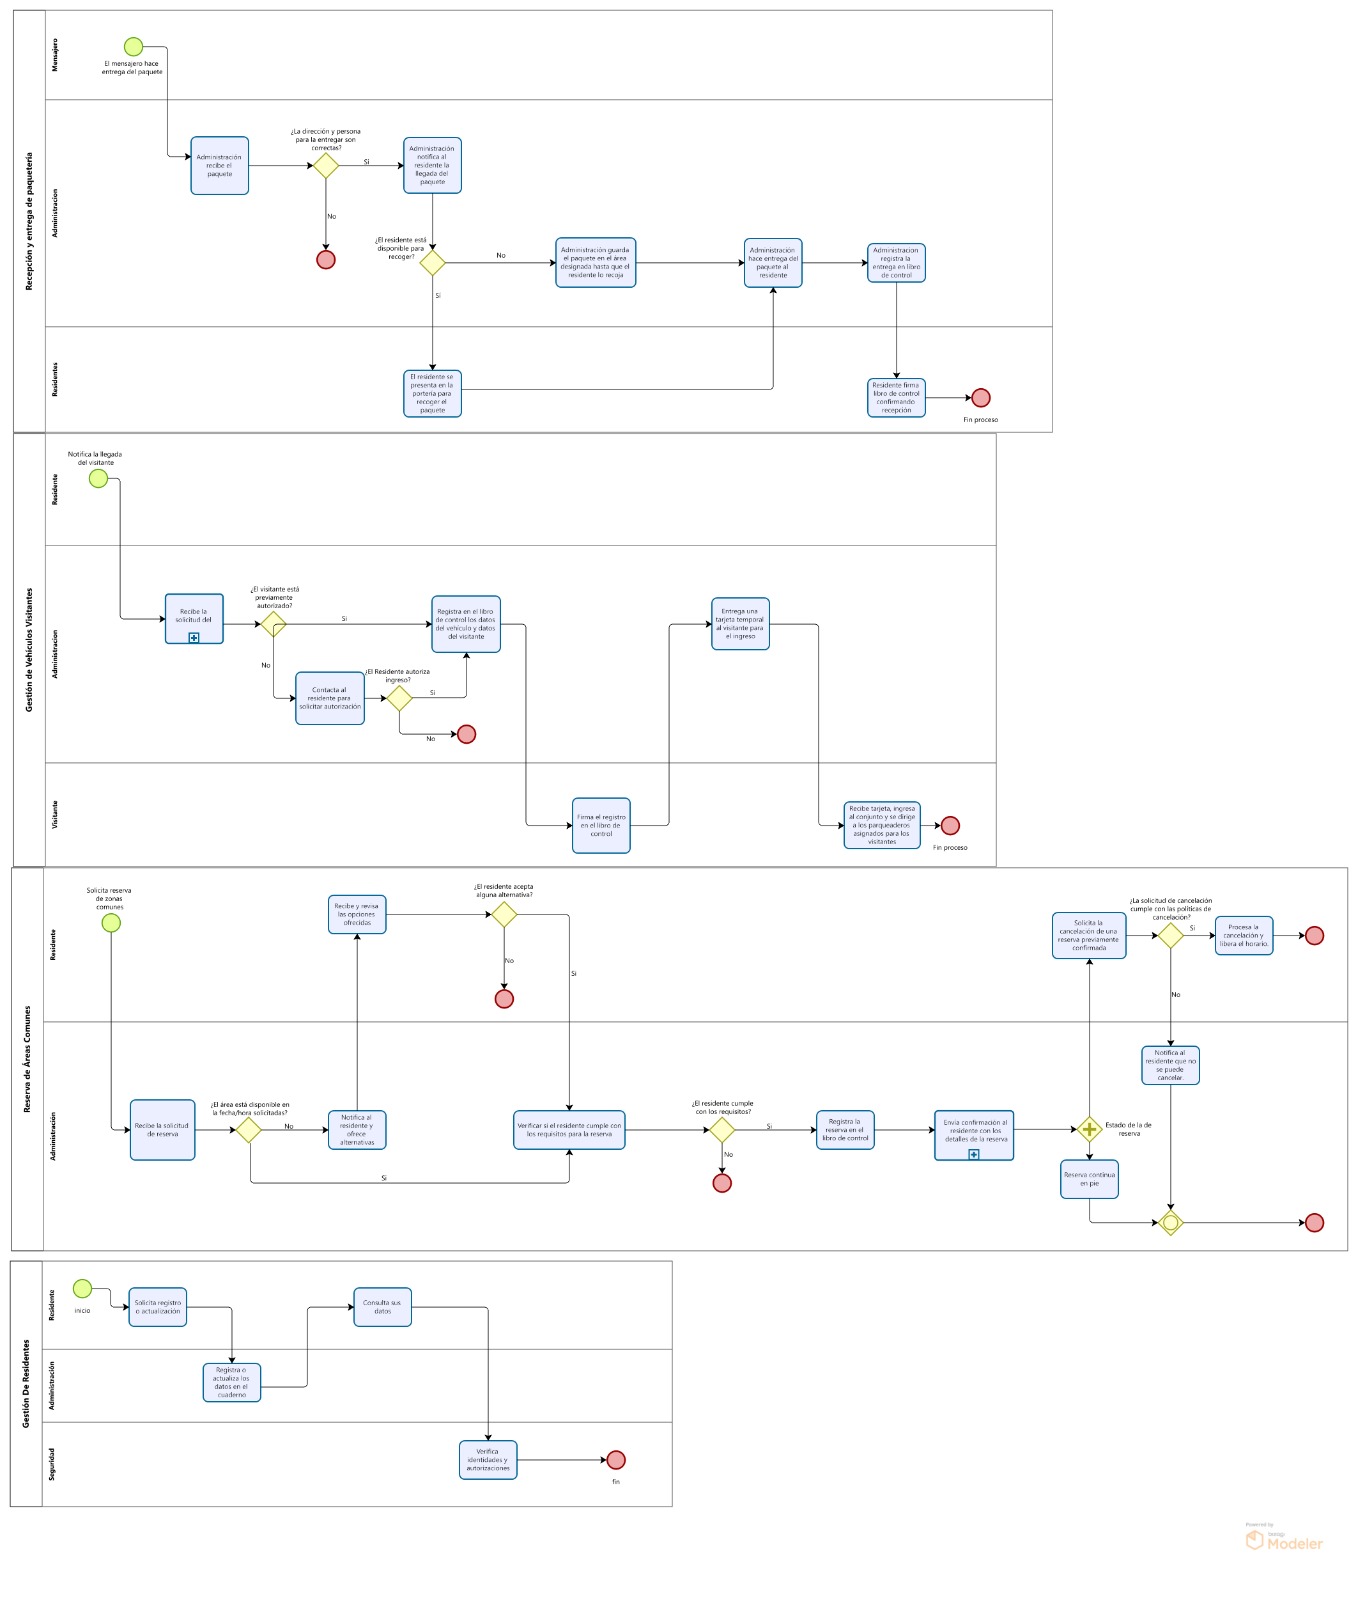 Recepción y entrega de paquetería
Mensajero
El mensajero hace
entrega del paquete
Administracion
Administración
recibe el
paquete
¿La dirección y persona
para la entregar son
correctas?
Si
No
Administración
notifica al
residente la
llegada del
paquete
¿El residente está
disponible para
recoger?
No
Si
Administración guarda
el paquete en el área
designada hasta que el
residente lo recoja
Administración
hace entrega del
paquete al
residente
Administracion
registra la
entrega en libro
de control
Residentes
El residente se
presenta en la
portería para
recoger el
paquete
Residente firma
libro de control
confirmando
recepción
Fin proceso
Gestión de Vehículos Visitantes
Residente
Notifica la llegada
del visitante
Administracion
Recibe la
solicitud del
¿El visitante está
previamente
autorizado?
Si
No
Registra en el libro
de control los datos
del vehículo y datos
del visitante
Contacta al
residente para
solicitar autorización
¿El Residente autoriza
ingreso?
Si
No
Entrega una
tarjeta temporal
al visitante para
el ingreso
Visitante
Firma el registro
en el libro de
control
Recibe tarjeta, ingresa
al conjunto y se dirige
a los parqueaderos
asignados para los
visitantes
Fin proceso
Reserva de Áreas Comunes
Residente
Solicita reserva
de zonas
comunes
Recibe y revisa
las opciones
ofrecidas
¿El residente acepta
alguna alternativa?
No
Si
Solicita la
cancelación de una
reserva previamente
confirmada
¿La solicitud de cancelación
cumple con las políticas de
cancelación?
Si
No
Procesa la
cancelación y
libera el horario.
Administración
Recibe la solicitud
de reserva
¿El área está disponible en
la fecha/hora solicitadas?
No
Si
Notifica al
residente y
ofrece
alternativas
Verificar si el residente cumple con
los requisitos para la reserva
¿El residente cumple
con los requisitos?
Si
No
Registra la
reserva en el
libro de control
Envia confirmación al
residente con los
detalles de la reserva
Estado de la de
reserva
Notifica al
residente que no
se puede
cancelar.
Reserva continua
en pie
Gestión De Residentes
Residente
inicio
Solicita registro
o actualización
Consulta sus
datos
Administración
Registra o
actualiza los
datos en el
cuaderno
Seguridad
Verifica
identidades y
autorizaciones
fin
Powered by
bizagi
Modeler